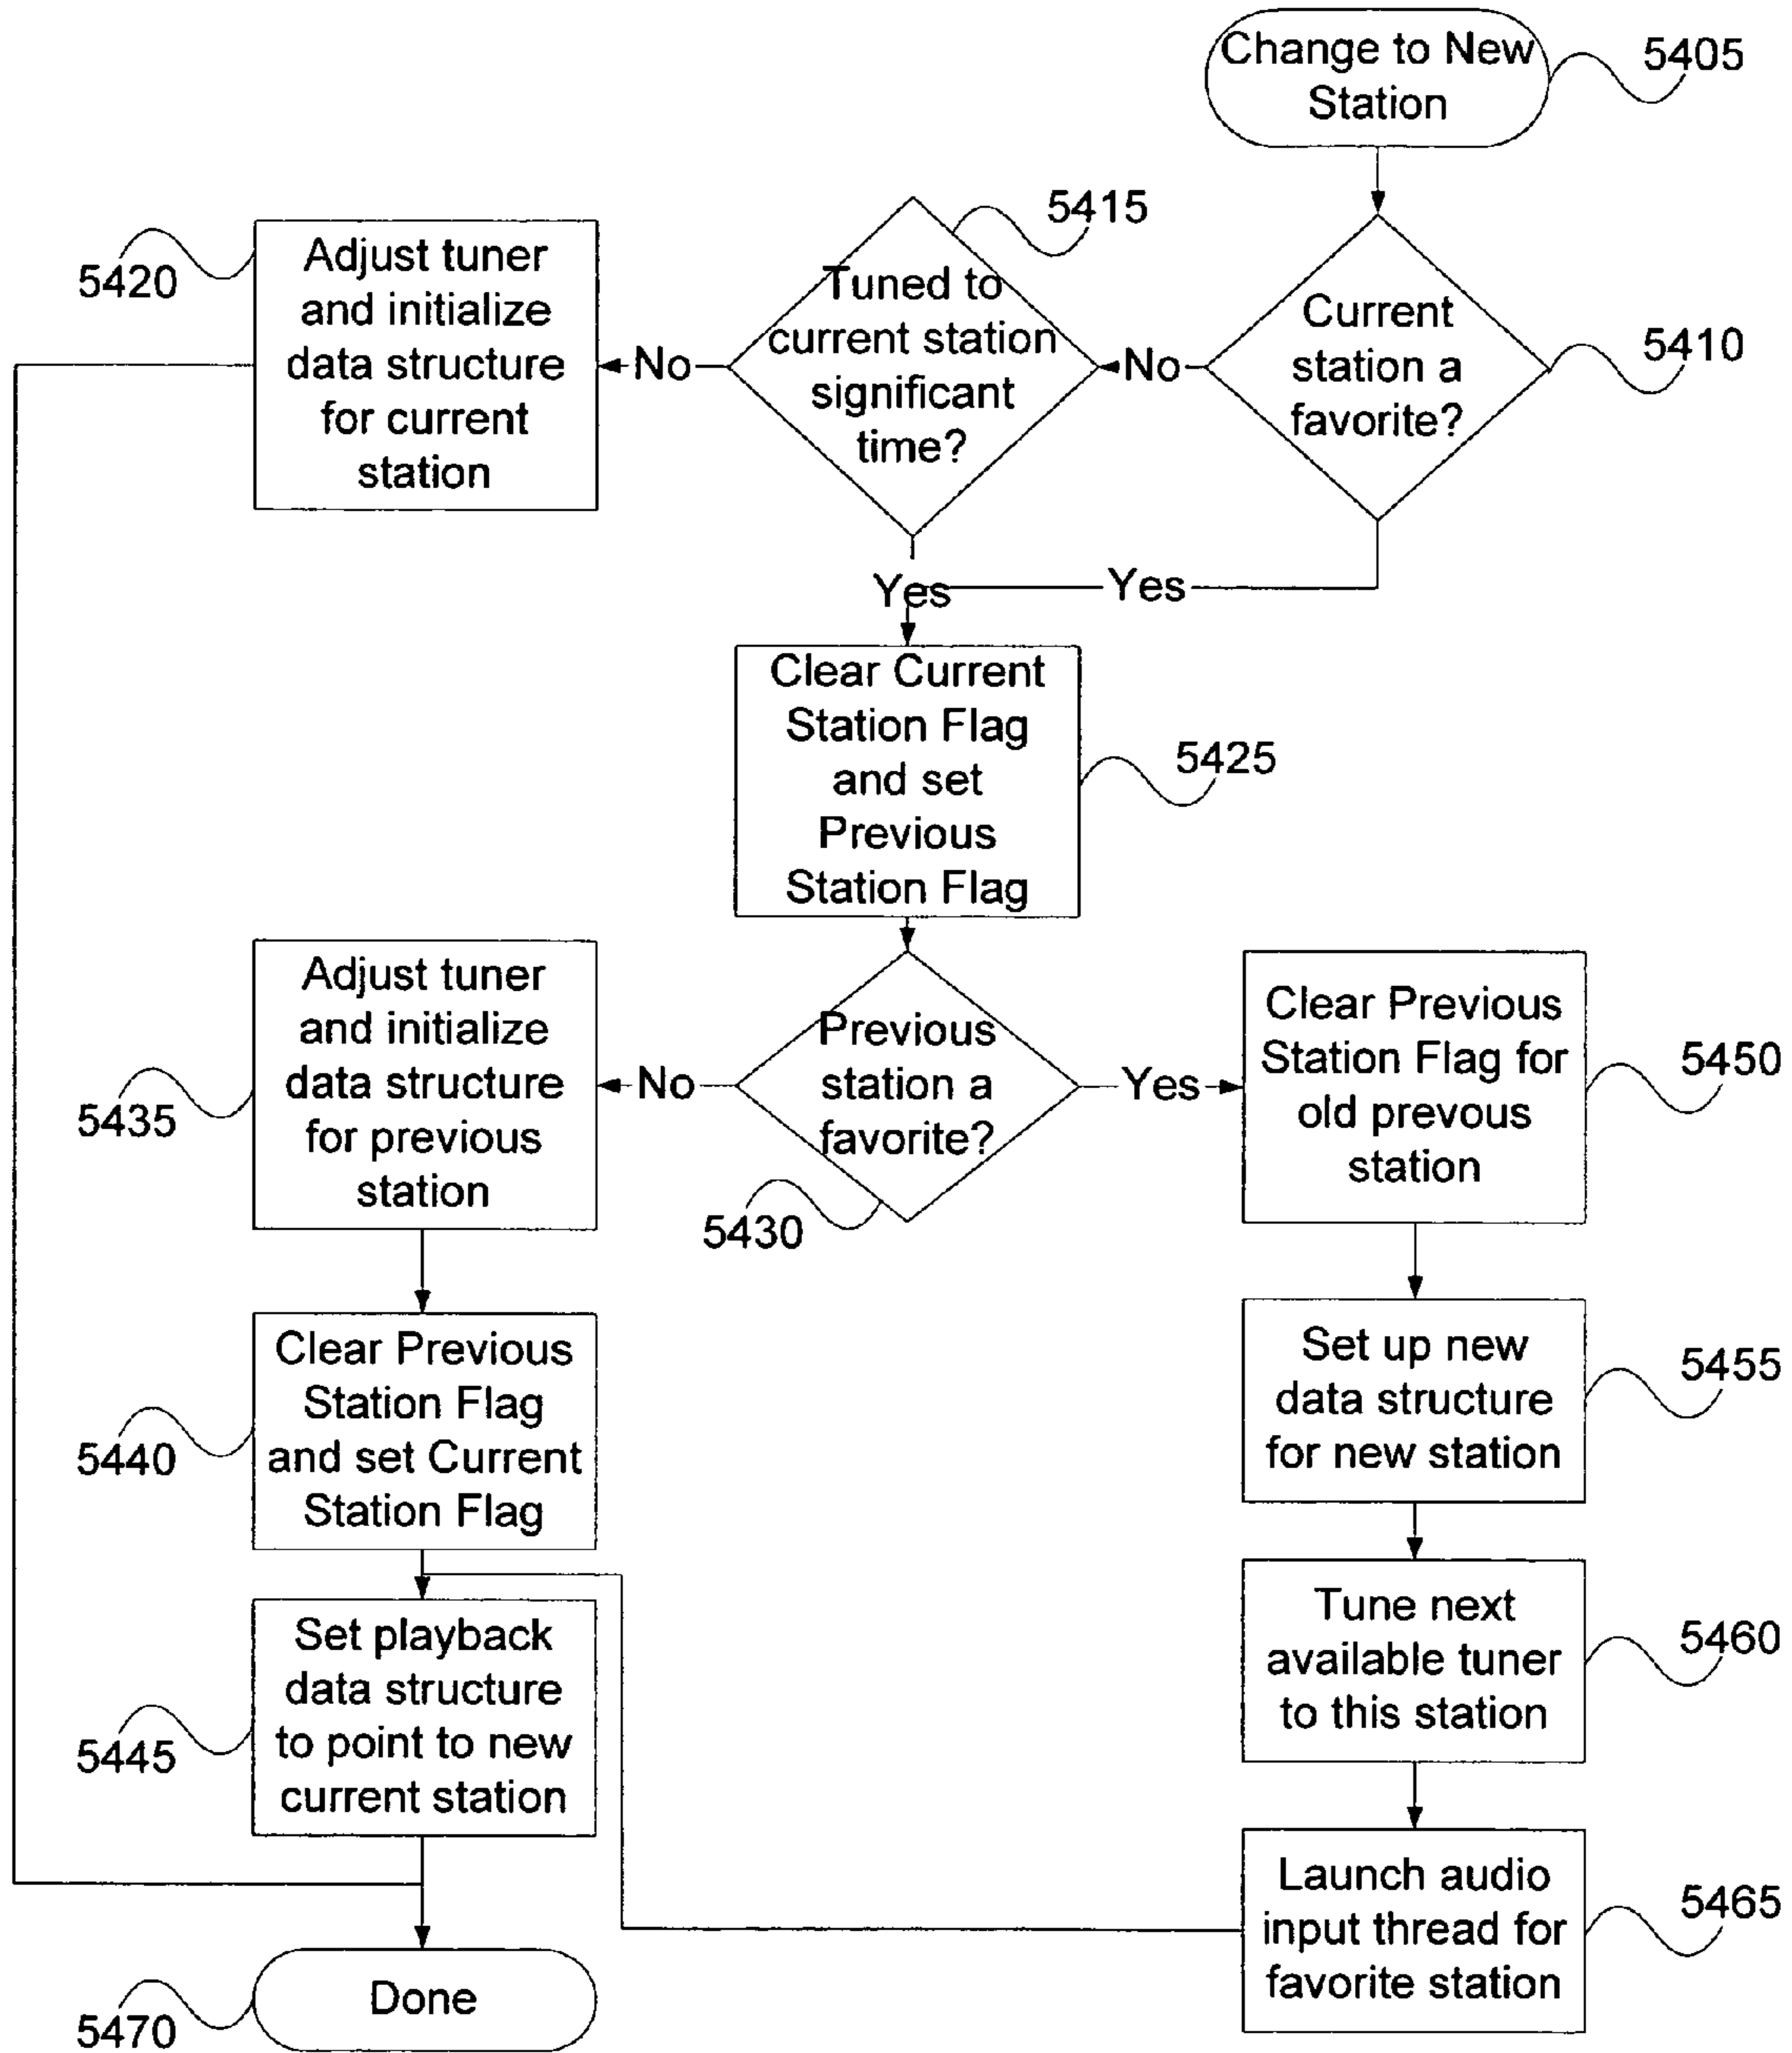 Change to New
Station
5405
5415
5420
Adjust tuner
and initialize
data structure
for current
station
No
Tuned to
current station
significant
time?
No
Current
station a
favorite?
5410
Yes
Yes
Clear Current
Station Flag
and set
Previous
Station Flag
5425
Adjust tuner
and initialize
data structure
for previous
station
5435
No
Previous
station a
favorite?
5430
Yes
Clear Previous
Station Flag for
old prevous
station
5450
Clear Previous
Station Flag
and set Current
Station Flag
5440
Set up new
data structure
for new station
5455
Set playback
data structure
to point to new
current station
5445
Tune next
available tuner
to this station
5460
Launch audio
input thread for
favorite station
5465
Done
5470